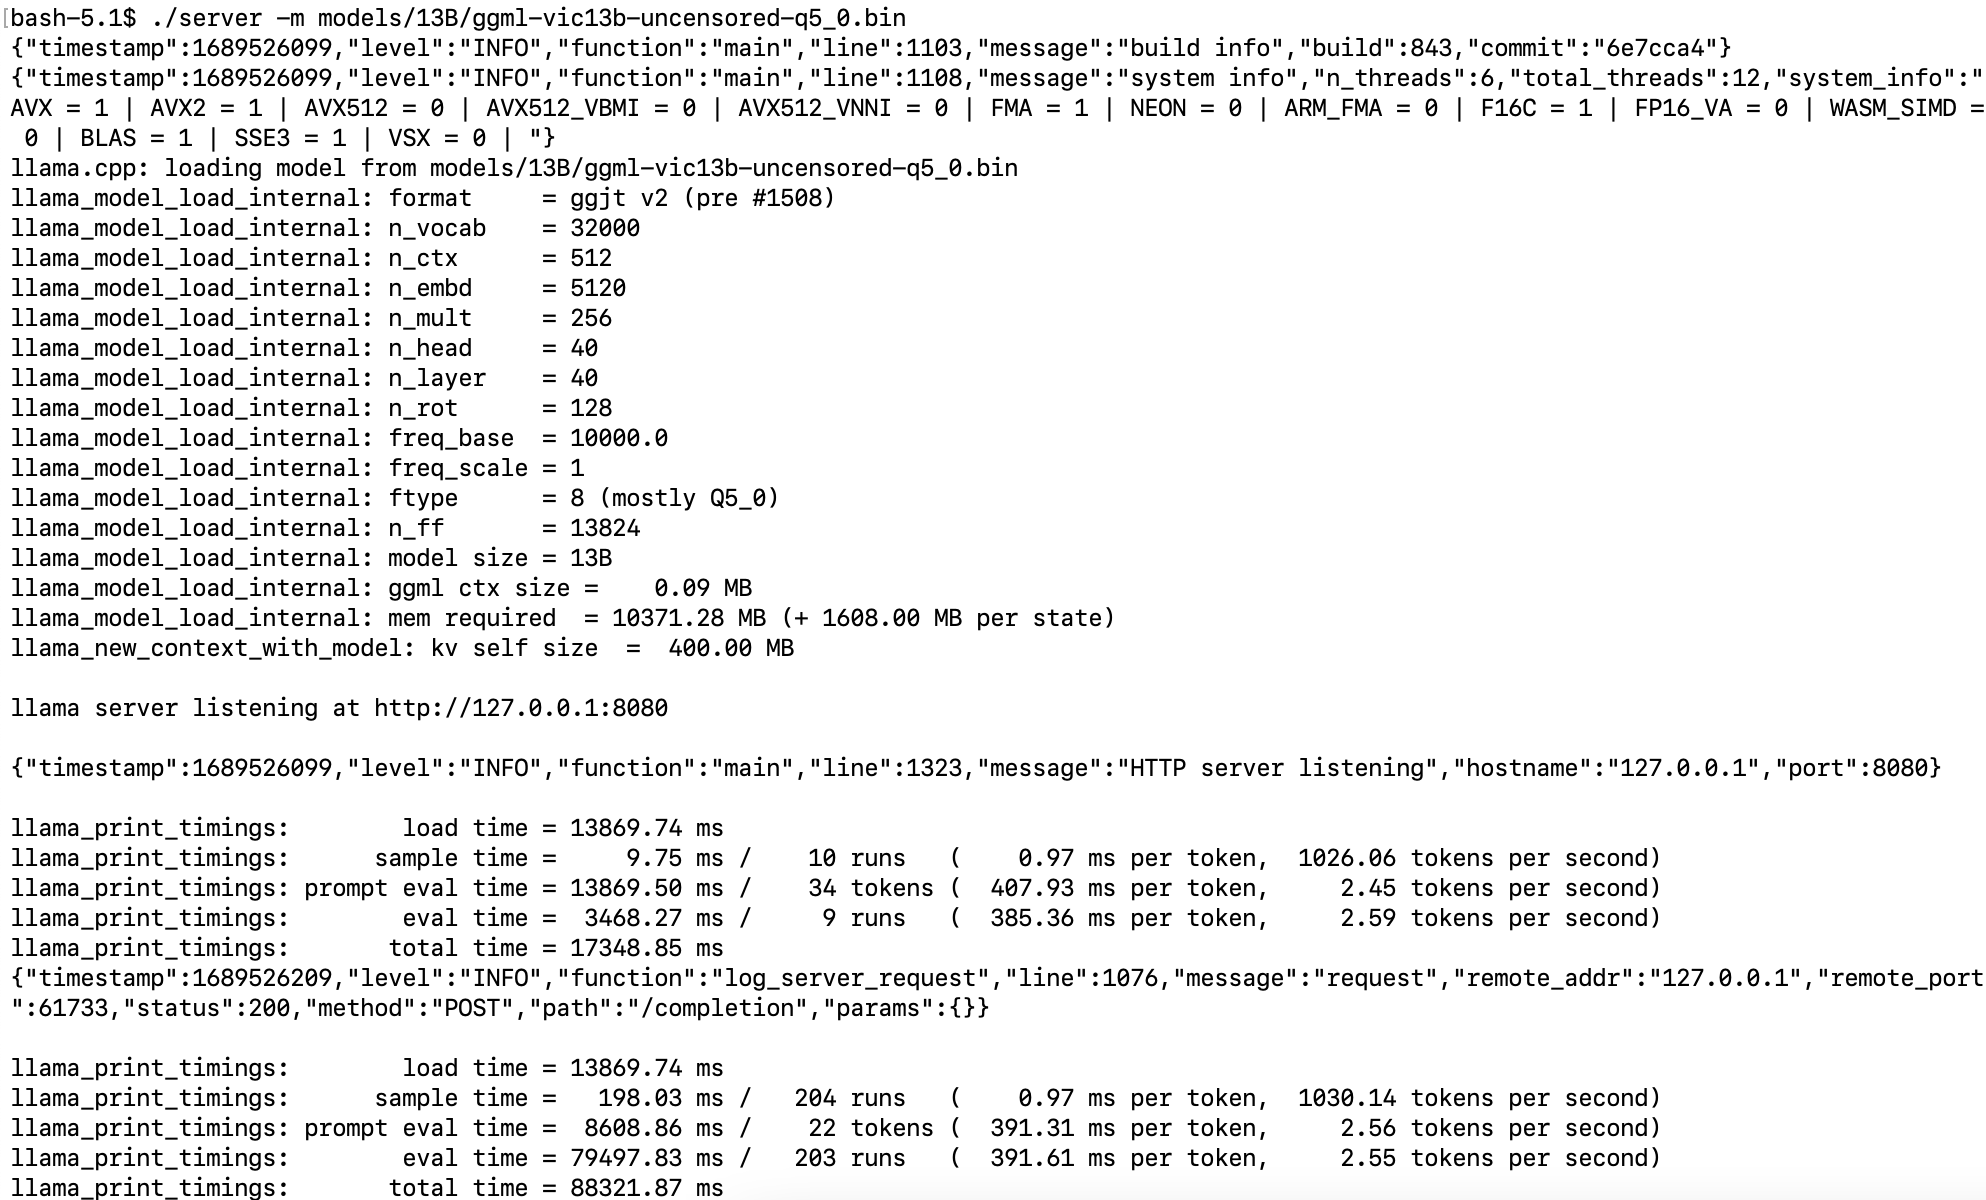 [bash-5.1$ ./server -m models/13B/ggml-vic13b-uncensored-q5_0.bin
{"timestamp":1689526099,"level":"INFO","function":"main","line":1103,"message":"build info","build":843,"commit":"6e7cca4"}
{"timestamp":1689526099,"level":"INFO","function":"main","line":1108,"message":"system info","n_threads":6,"total_threads":12,"system_info":"
AVX = 1 | AVX2 = 1 | AVX512 = 0 | AVX512_VBMI = 0 | AVX512_VNNI = 0 | FMA = 1 | NEON = 0 | ARM_FMA = 0 | F16C = 1 | FP16_VA = 0 | WASM_SIMD =
 0 | BLAS = 1 | SSE3 = 1 | VSX = 0 | "}
llama.cpp: loading model from models/13B/ggml-vic13b-uncensored-q5_0.bin
llama_model_load_internal: format     = ggjt v2 (pre #1508)
llama_model_load_internal: n_vocab    = 32000
llama_model_load_internal: n_ctx      = 512
llama_model_load_internal: n_embd     = 5120
llama_model_load_internal: n_mult     = 256
llama_model_load_internal: n_head     = 40
llama_model_load_internal: n_layer    = 40
llama_model_load_internal: n_rot      = 128
llama_model_load_internal: freq_base  = 10000.0
llama_model_load_internal: freq_scale = 1
llama_model_load_internal: ftype      = 8 (mostly Q5_0)
llama_model_load_internal: n_ff       = 13824
llama_model_load_internal: model size = 13B
llama_model_load_internal: ggml ctx size =    0.09 MB
llama_model_load_internal: mem required  = 10371.28 MB (+ 1608.00 MB per state)
llama_new_context_with_model: kv self size  =  400.00 MB

llama server listening at http://127.0.0.1:8080

{"timestamp":1689526099,"level":"INFO","function":"main","line":1323,"message":"HTTP server listening","hostname":"127.0.0.1","port":8080}

llama_print_timings:        load time = 13869.74 ms
llama_print_timings:      sample time =     9.75 ms /    10 runs   (    0.97 ms per token,  1026.06 tokens per second)
llama_print_timings: prompt eval time = 13869.50 ms /    34 tokens (  407.93 ms per token,     2.45 tokens per second)
llama_print_timings:        eval time =  3468.27 ms /     9 runs   (  385.36 ms per token,     2.59 tokens per second)
llama_print_timings:       total time = 17348.85 ms
{"timestamp":1689526209,"level":"INFO","function":"log_server_request","line":1076,"message":"request","remote_addr":"127.0.0.1","remote_port
":61733,"status":200,"method":"POST","path":"/completion","params":{}}

llama_print_timings:        load time = 13869.74 ms
llama_print_timings:      sample time =   198.03 ms /   204 runs   (    0.97 ms per token,  1030.14 tokens per second)
llama_print_timings: prompt eval time =  8608.86 ms /    22 tokens (  391.31 ms per token,     2.56 tokens per second)
llama_print_timings:        eval time = 79497.83 ms /   203 runs   (  391.61 ms per token,     2.55 tokens per second)
llama_print_timings:       total time = 88321.87 ms